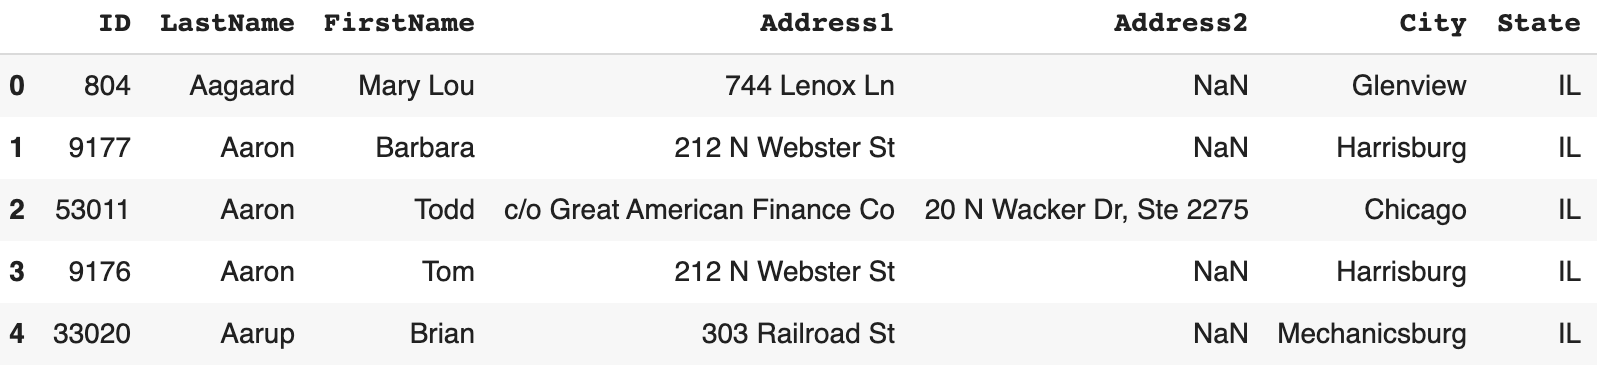 ID LastName FirstName Address1 Address2 City State
0 804 Aagaard Mary Lou 744 Lenox Ln NaN Glenview IL
1 9177 Aaron Barbara 212 N Webster St NaN Harrisburg IL
2 53011 Aaron Todd c/o Great American Finance Co 20 N Wacker Dr, Ste 2275 Chicago IL
3 9176 Aaron Tom 212 N Webster St NaN Harrisburg IL
4 33020 Aarup Brian 303 Railroad St NaN Mechanicsburg IL